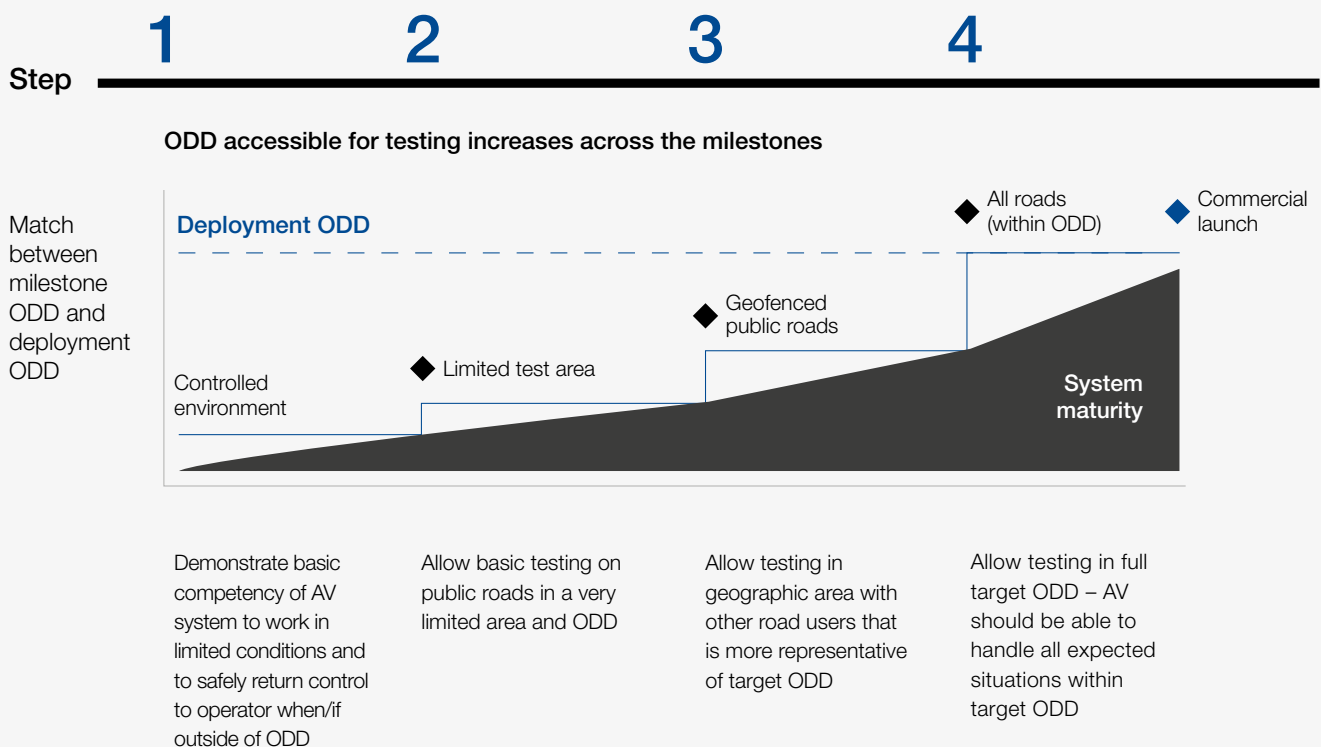 1
2
3
4
Step
ODD accessible for testing increases across the milestones
Match
between
milestone
ODD and
deployment
ODD
Deployment ODD
All roads
(within ODD)
Commercial
launch
Geofenced
public roads
Limited test area
Controlled
environment
System
maturity
Demonstrate basic
competency of AV
system to work in
limited conditions and
to safely return control
to operator when/if
outside of ODD
Allow basic testing on
public roads in a very
limited area and ODD
Allow testing in
geographic area with
other road users that
is more representative
of target ODD
Allow testing in full
target ODD – AV
should be able to
handle all expected
situations within
target ODD